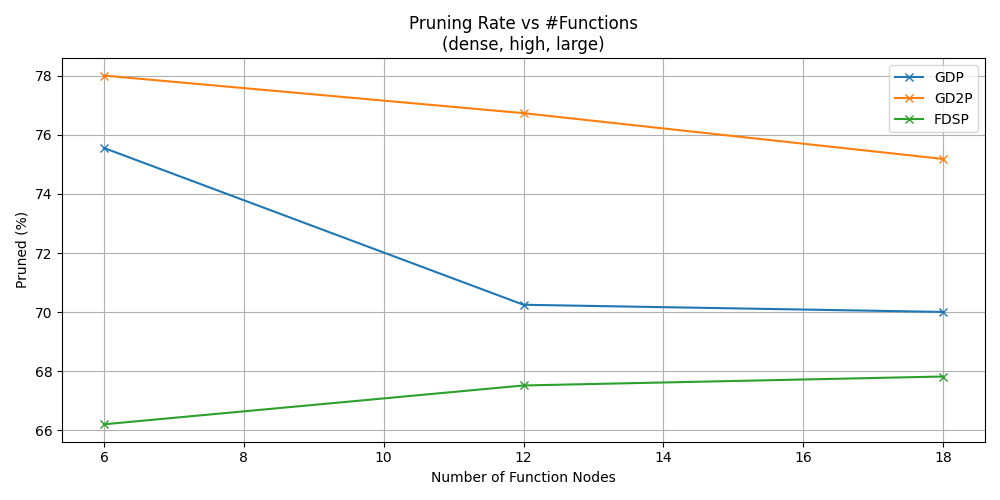 Pruning Rate vs #Functions
(dense, high, large)
GDP
GD2P
FDSP
Pruned (%)
78
76
74
72
70
68
66
6 8 10 12 14 16 18
Number of Function Nodes